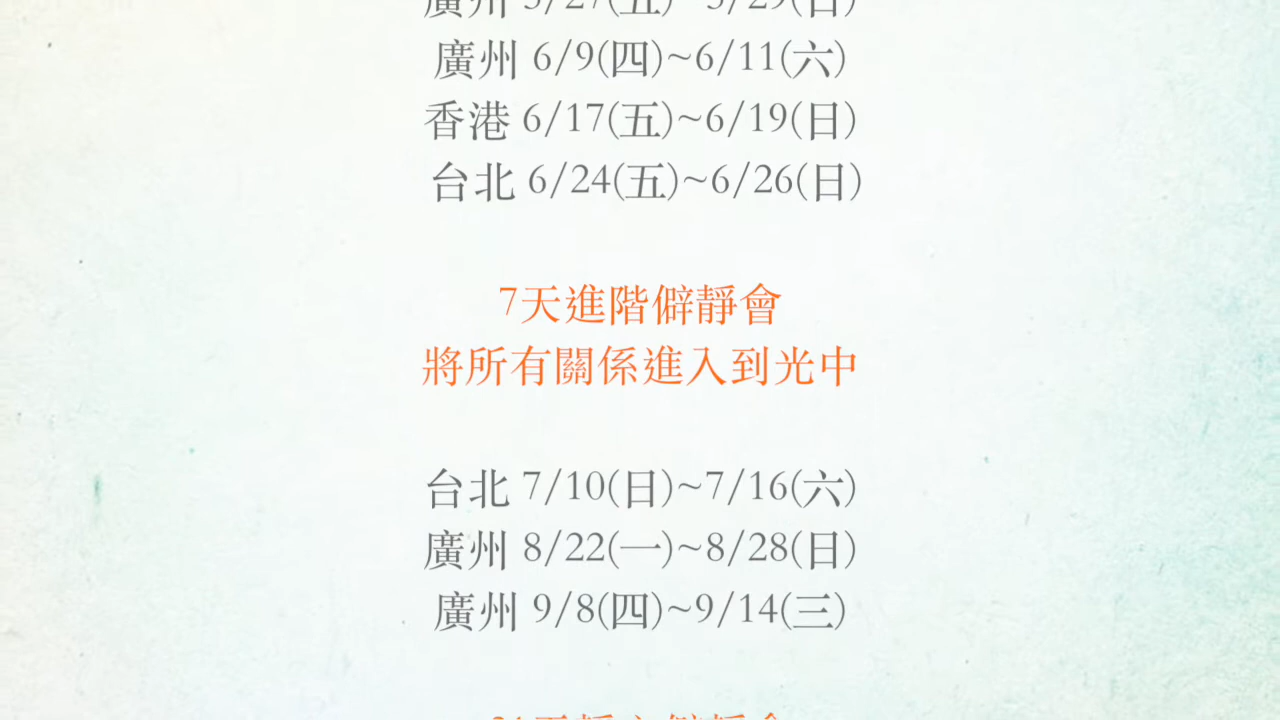 廣州 6/9(四)~6/11(六)
香港 6/17(五)~6/19(日)
台北 6/24(五)~6/26(日)
7天進階僻靜會
將所有關係進入到光中
台北 7/10(日)~7/16(六)
廣州 8/22(一)~8/28(日)
廣州 9/8(四)~9/14(三)